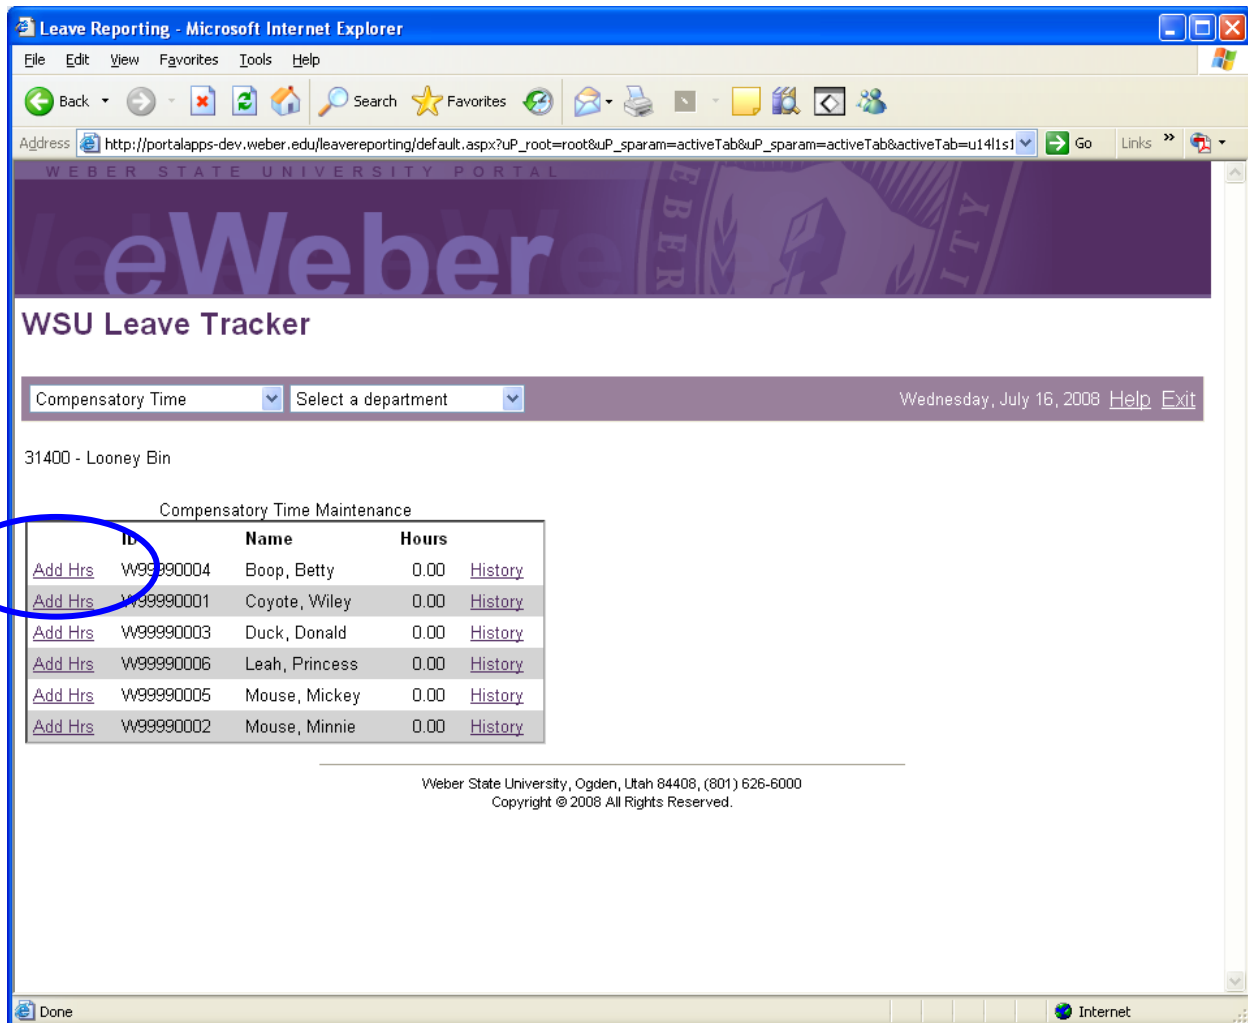 Leave Reporting - Microsoft Internet Explorer
File Edit View Favorites Tools Help
Back Search Favorites
Address http://portalapps-dev.weber.edu/leavereporting/default.aspx?uP_root=root&uP_sparam=activeTab&uP_sparam=activeTab&activeTab=u14l1s1 Go Links »
WEBER STATE UNIVERSITY PORTAL
eWeber
WSU Leave Tracker
Compensatory Time Select a department Wednesday, July 16, 2008 Help Exit
31400 - Looney Bin
Compensatory Time Maintenance
ID Name Hours
Add Hrs W99990004 Boop, Betty 0.00 History
Add Hrs W99990001 Coyote, Wiley 0.00 History
Add Hrs W99990003 Duck, Donald 0.00 History
Add Hrs W99990006 Leah, Princess 0.00 History
Add Hrs W99990005 Mouse, Mickey 0.00 History
Add Hrs W99990002 Mouse, Minnie 0.00 History
Weber State University, Ogden, Utah 84408, (801) 626-6000
Copyright © 2008 All Rights Reserved.
Done Internet